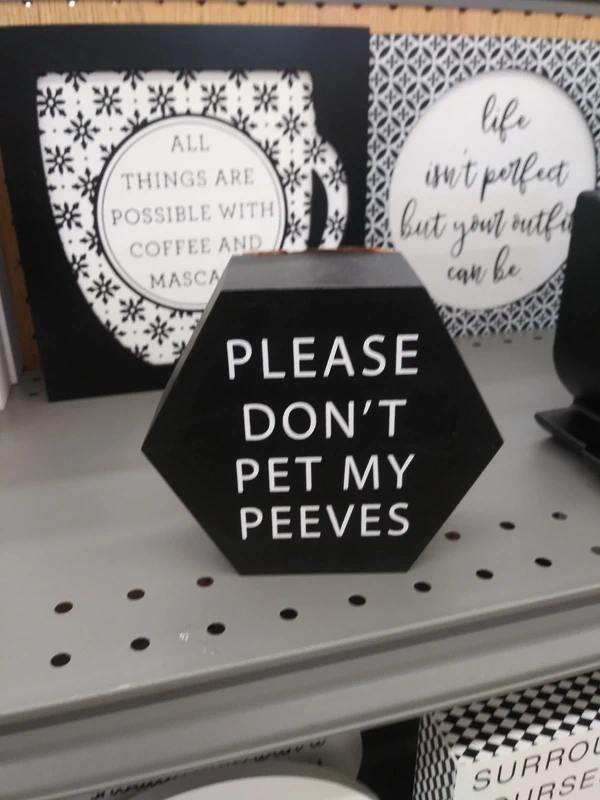 ALL
THINGS ARE
POSSIBLE WITH
COFFEE AND
life
isn't perfect
but your
can be.
PLEASE
DON'T
PET MY
PEEVES